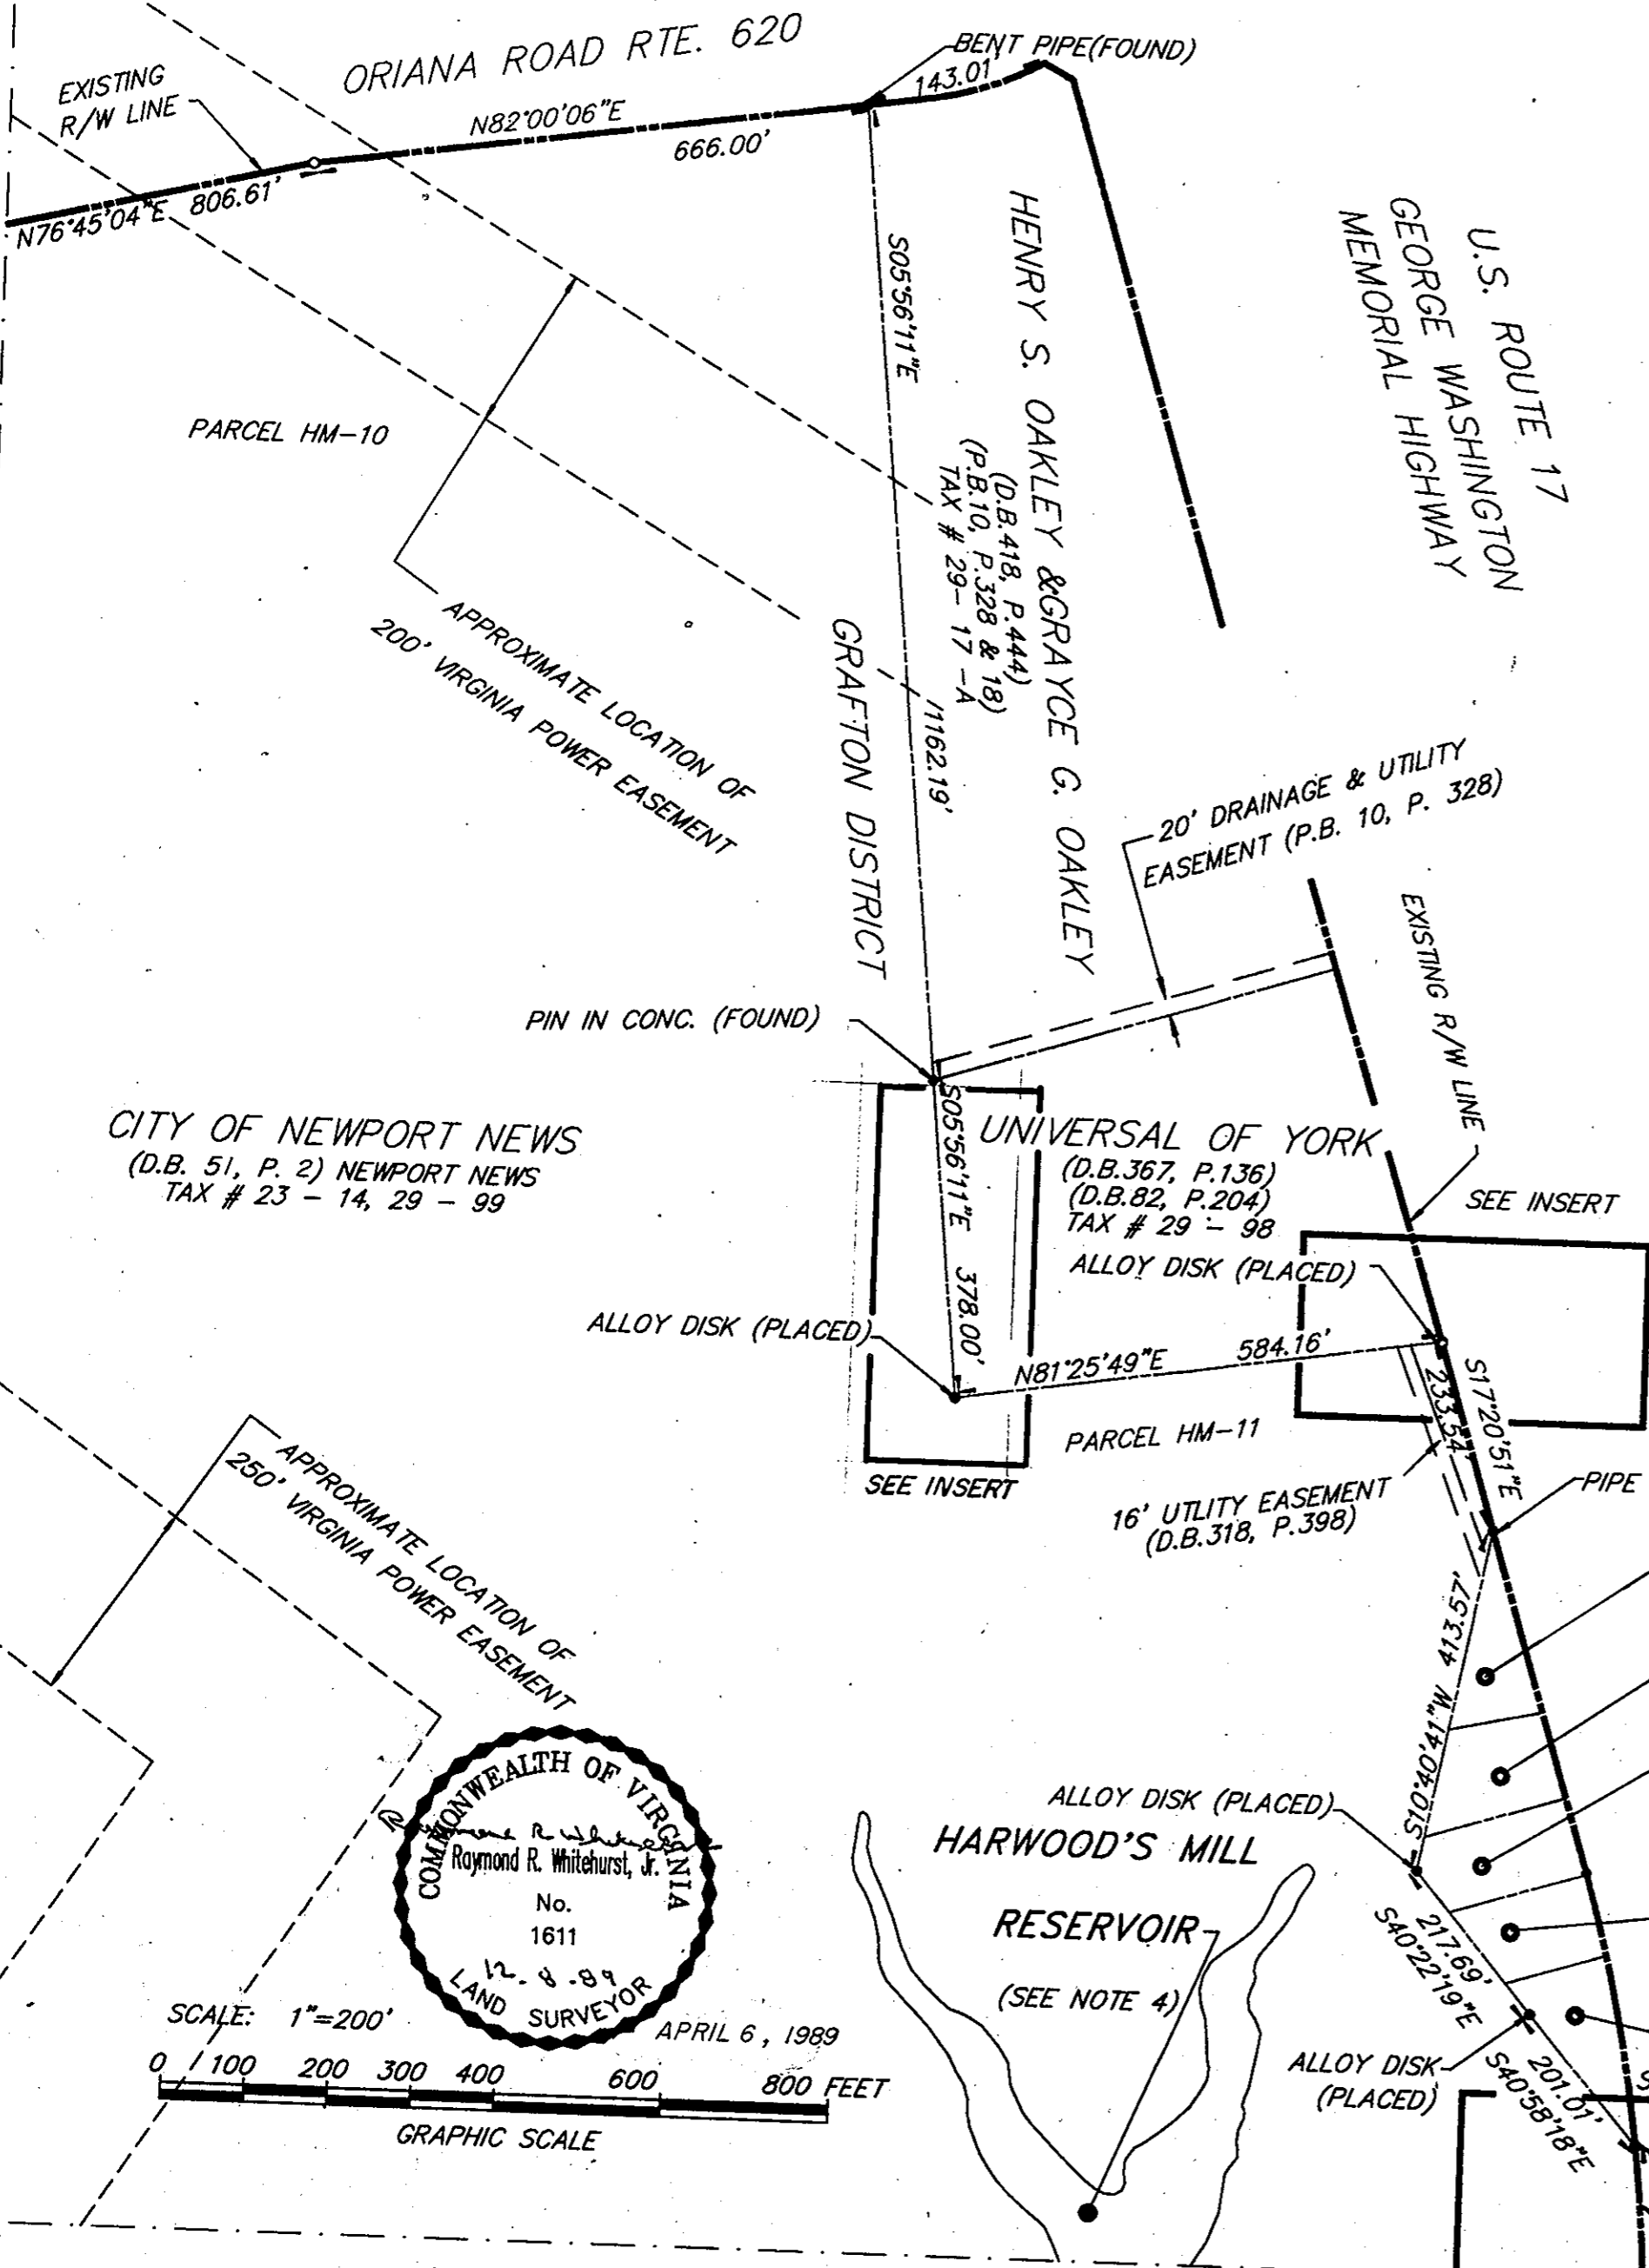 ORIANA ROAD RTE. 620
BENT PIPE(FOUND)
143.01'
EXISTING
R/W LINE
N82°00'06"E
666.00'
N76°45'04"E 806.61'
U.S. ROUTE 17
GEORGE WASHINGTON
MEMORIAL HIGHWAY
S05°56'11"E
1162.19'
HENRY S. OAKLEY &GRAYCE G. OAKLEY
(D.B.418, P.444)
(P.B.10, P.328 & 18)
TAX # 29- 17 -A
PARCEL HM-10
APPROXIMATE LOCATION OF
200' VIRGINIA POWER EASEMENT
GRAFTON DISTRICT
20' DRAINAGE & UTILITY
EASEMENT (P.B. 10, P. 328)
EXISTING R/W LINE
PIN IN CONC. (FOUND)
CITY OF NEWPORT NEWS
(D.B. 51, P. 2) NEWPORT NEWS
TAX # 23 - 14, 29 - 99
S05°56'11"E 378.00'
UNIVERSAL OF YORK
(D.B.367, P.136)
(D.B.82, P.204)
TAX # 29 - 98
SEE INSERT
ALLOY DISK (PLACED)
ALLOY DISK (PLACED)
N81°25'49"E 584.16'
S17°20'51"E
233.54'
PARCEL HM-11
SEE INSERT
16' UTLITY EASEMENT
(D.B.318, P.398)
PIPE
APPROXIMATE LOCATION OF
250' VIRGINIA POWER EASEMENT
S10°40'41"W 413.57'
COMMONWEALTH OF VIRGINIA
Raymond R. Whitehurst, Jr.
No.
1611
12-8-89
LAND SURVEYOR
ALLOY DISK (PLACED)
HARWOOD'S MILL
RESERVOIR
(SEE NOTE 4)
217.69'
S40°22'19"E
ALLOY DISK
(PLACED)
201.01'
S40°58'18"E
SCALE: 1"=200'
APRIL 6, 1989
0 100 200 300 400 600 800 FEET
GRAPHIC SCALE